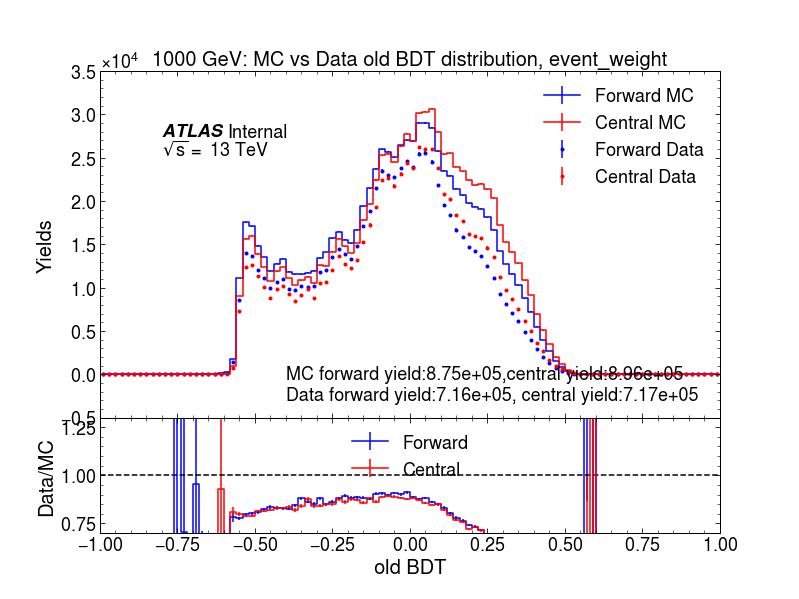 ×10⁴ 1000 GeV: MC vs Data old BDT distribution, event_weight
3.5
3.0
2.5
2.0
1.5
1.0
0.5
0.0
0.5
Yields
ATLAS Internal
√s = 13 TeV
Forward MC
Central MC
Forward Data
Central Data
MC forward yield:8.75e+05,central yield:8.96e+05
Data forward yield:7.16e+05, central yield:7.17e+05
1.25
1.00
0.75
Data/MC
Forward
Central
−1.00 −0.75 −0.50 −0.25 0.00 0.25 0.50 0.75 1.00
old BDT